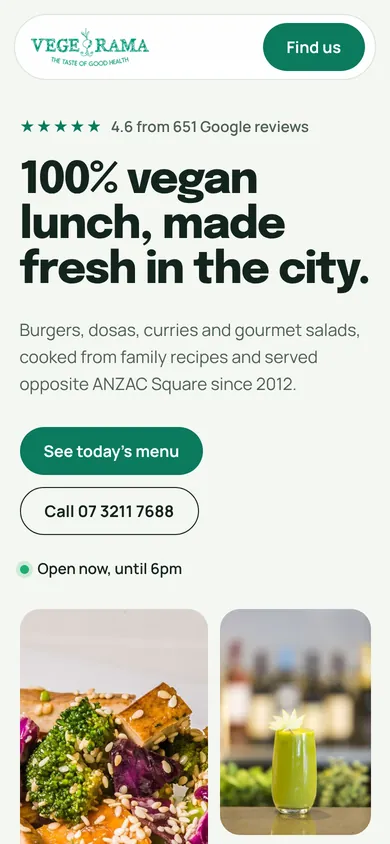 VEGE RAMA
THE TASTE OF GOOD HEALTH
Find us
★★★★★ 4.6 from 651 Google reviews
100% vegan
lunch, made
fresh in the city.
Burgers, dosas, curries and gourmet salads,
cooked from family recipes and served
opposite ANZAC Square since 2012.
See today’s menu
Call 07 3211 7688
Open now, until 6pm